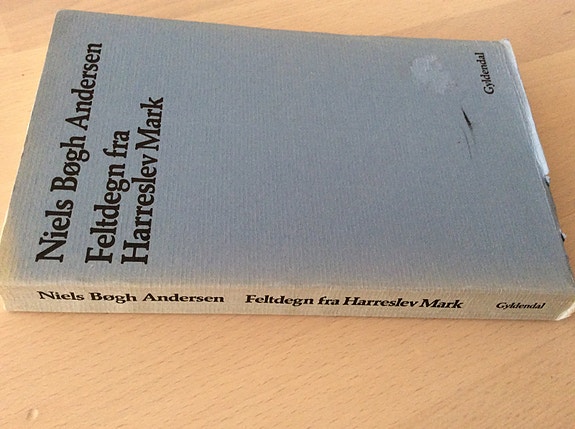 Niels Bøgh Andersen
Feltdegn fra
Harreslev Mark
Gyldendal
Niels Bøgh Andersen Feltdegn fra Harreslev Mark Gyldendal